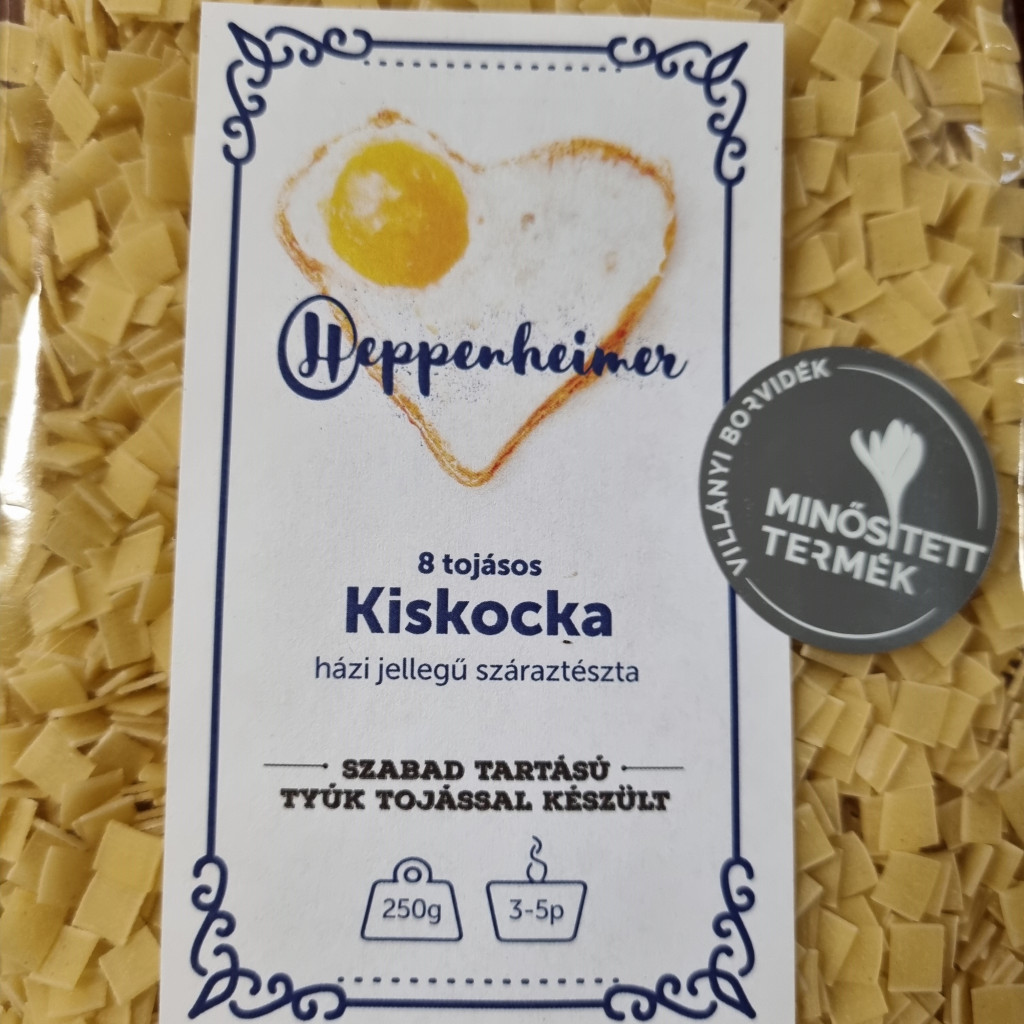 Heppenheimer
8 tojásos
Kiskocka
házi jellegű száraztészta
SZABAD TARTÁSÚ
TYÚK TOJÁSSAL KÉSZÜLT
250g
3-5p
VILLÁNYI BORVIDÉK
MINŐSÍTETT
TERMÉK